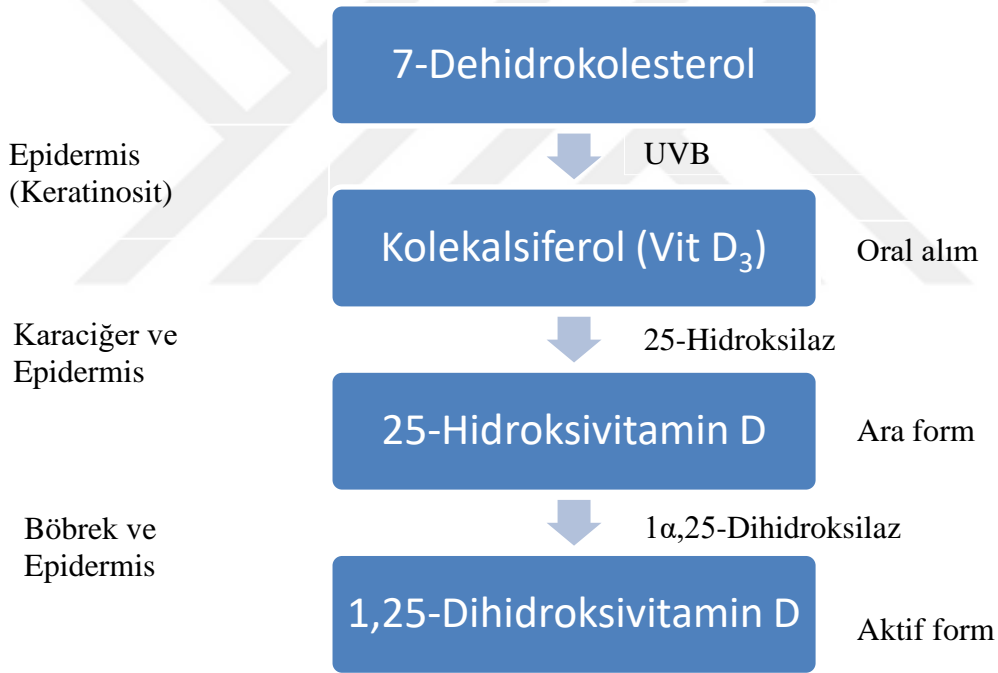 7-Dehidrokolesterol
Epidermis
(Keratinosit)
UVB
Kolekalsiferol (Vit D₃)
Oral alım
Karaciğer ve
Epidermis
25-Hidroksilaz
25-Hidroksivitamin D
Ara form
Böbrek ve
Epidermis
1α,25-Dihidroksilaz
1,25-Dihidroksivitamin D
Aktif form